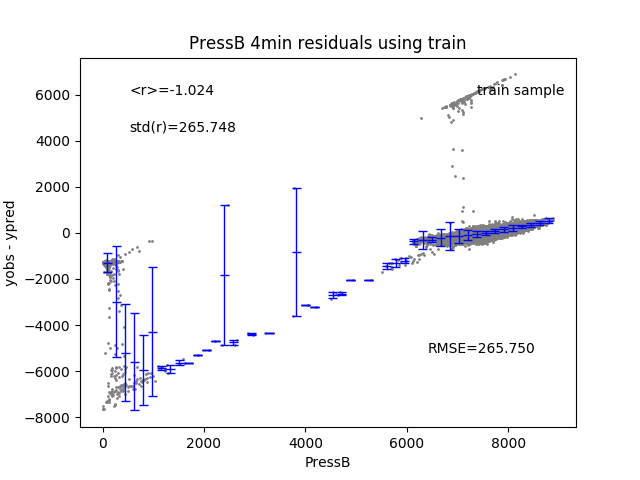 PressB 4min residuals using train
<r>=-1.024
train sample
std(r)=265.748
RMSE=265.750
yobs - ypred
6000
4000
2000
0
−2000
−4000
−6000
−8000
0 2000 4000 6000 8000
PressB